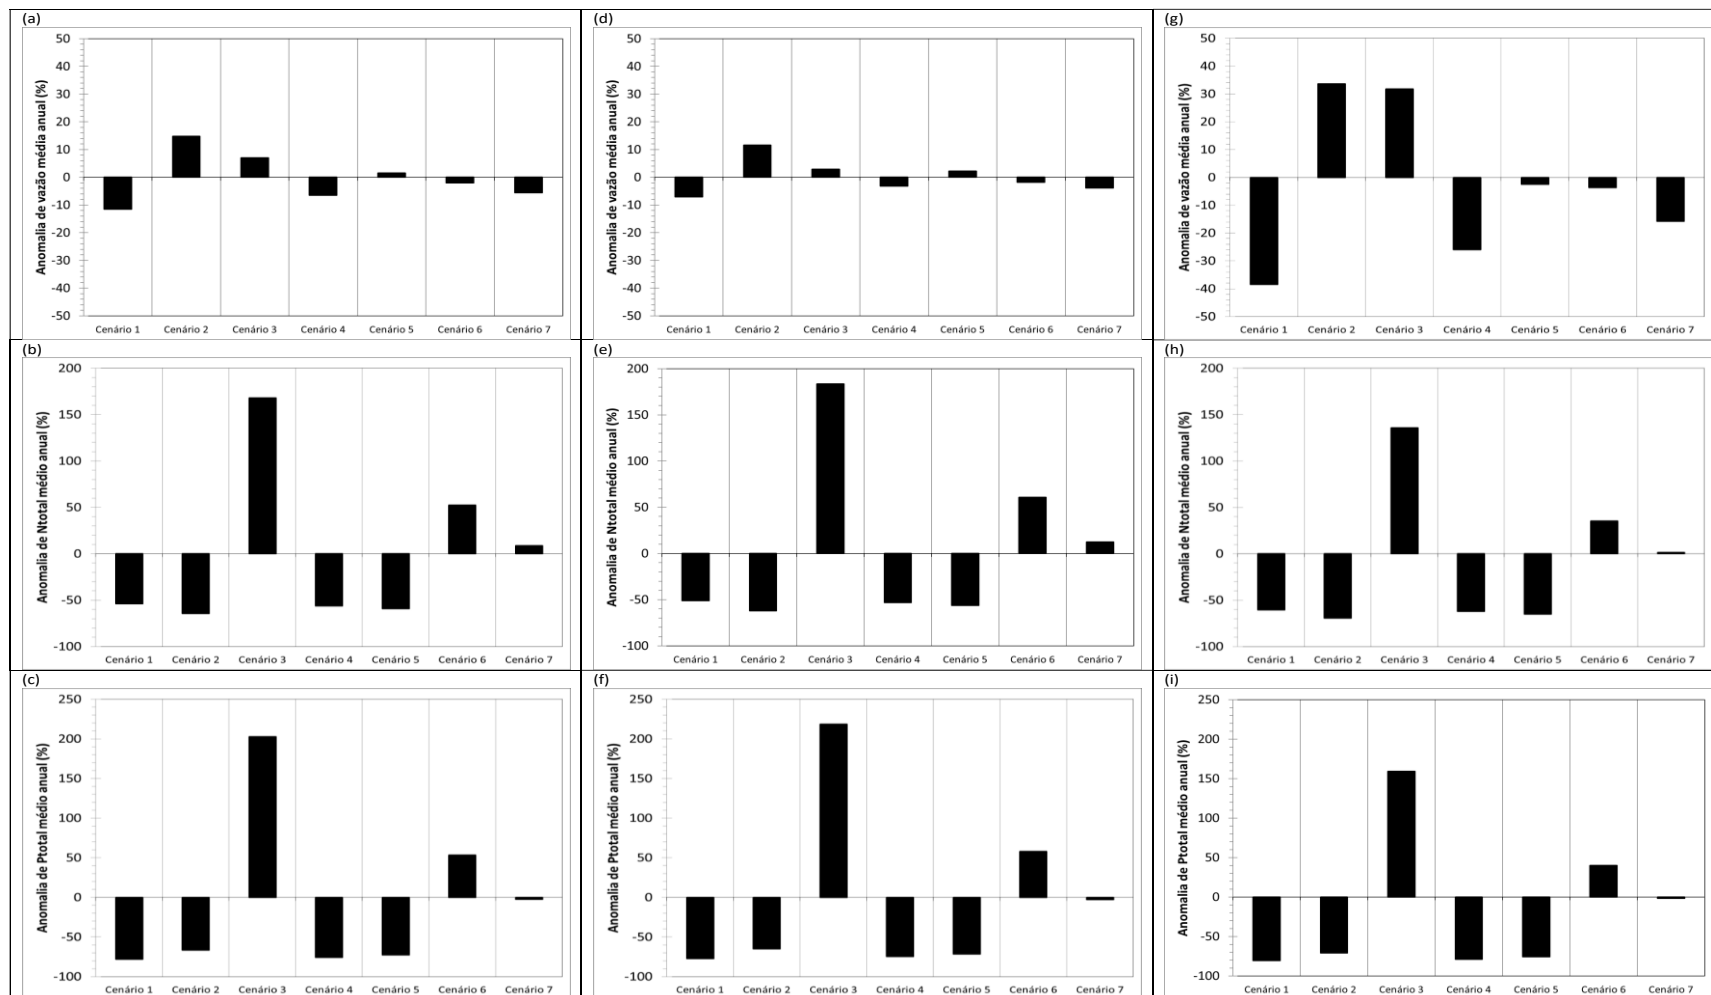 (a)
Anomalia de vazão média anual (%)
50
40
30
20
10
0
-10
-20
-30
-40
-50
Cenário 1 Cenário 2 Cenário 3 Cenário 4 Cenário 5 Cenário 6 Cenário 7
(d)
Anomalia de vazão média anual (%)
50
40
30
20
10
0
-10
-20
-30
-40
-50
Cenário 1 Cenário 2 Cenário 3 Cenário 4 Cenário 5 Cenário 6 Cenário 7
(g)
Anomalia de vazão média anual (%)
50
40
30
20
10
0
-10
-20
-30
-40
-50
Cenário 1 Cenário 2 Cenário 3 Cenário 4 Cenário 5 Cenário 6 Cenário 7
(b)
Anomalia de Ntotal médio anual (%)
200
150
100
50
0
-50
-100
Cenário 1 Cenário 2 Cenário 3 Cenário 4 Cenário 5 Cenário 6 Cenário 7
(e)
Anomalia de Ntotal médio anual (%)
200
150
100
50
0
-50
-100
Cenário 1 Cenário 2 Cenário 3 Cenário 4 Cenário 5 Cenário 6 Cenário 7
(h)
Anomalia de Ntotal médio anual (%)
200
150
100
50
0
-50
-100
Cenário 1 Cenário 2 Cenário 3 Cenário 4 Cenário 5 Cenário 6 Cenário 7
(c)
Anomalia de Ptotal médio anual (%)
250
200
150
100
50
0
-50
-100
Cenário 1 Cenário 2 Cenário 3 Cenário 4 Cenário 5 Cenário 6 Cenário 7
(f)
Anomalia de Ptotal médio anual (%)
250
200
150
100
50
0
-50
-100
Cenário 1 Cenário 2 Cenário 3 Cenário 4 Cenário 5 Cenário 6 Cenário 7
(i)
Anomalia de Ptotal médio anual (%)
250
200
150
100
50
0
-50
-100
Cenário 1 Cenário 2 Cenário 3 Cenário 4 Cenário 5 Cenário 6 Cenário 7